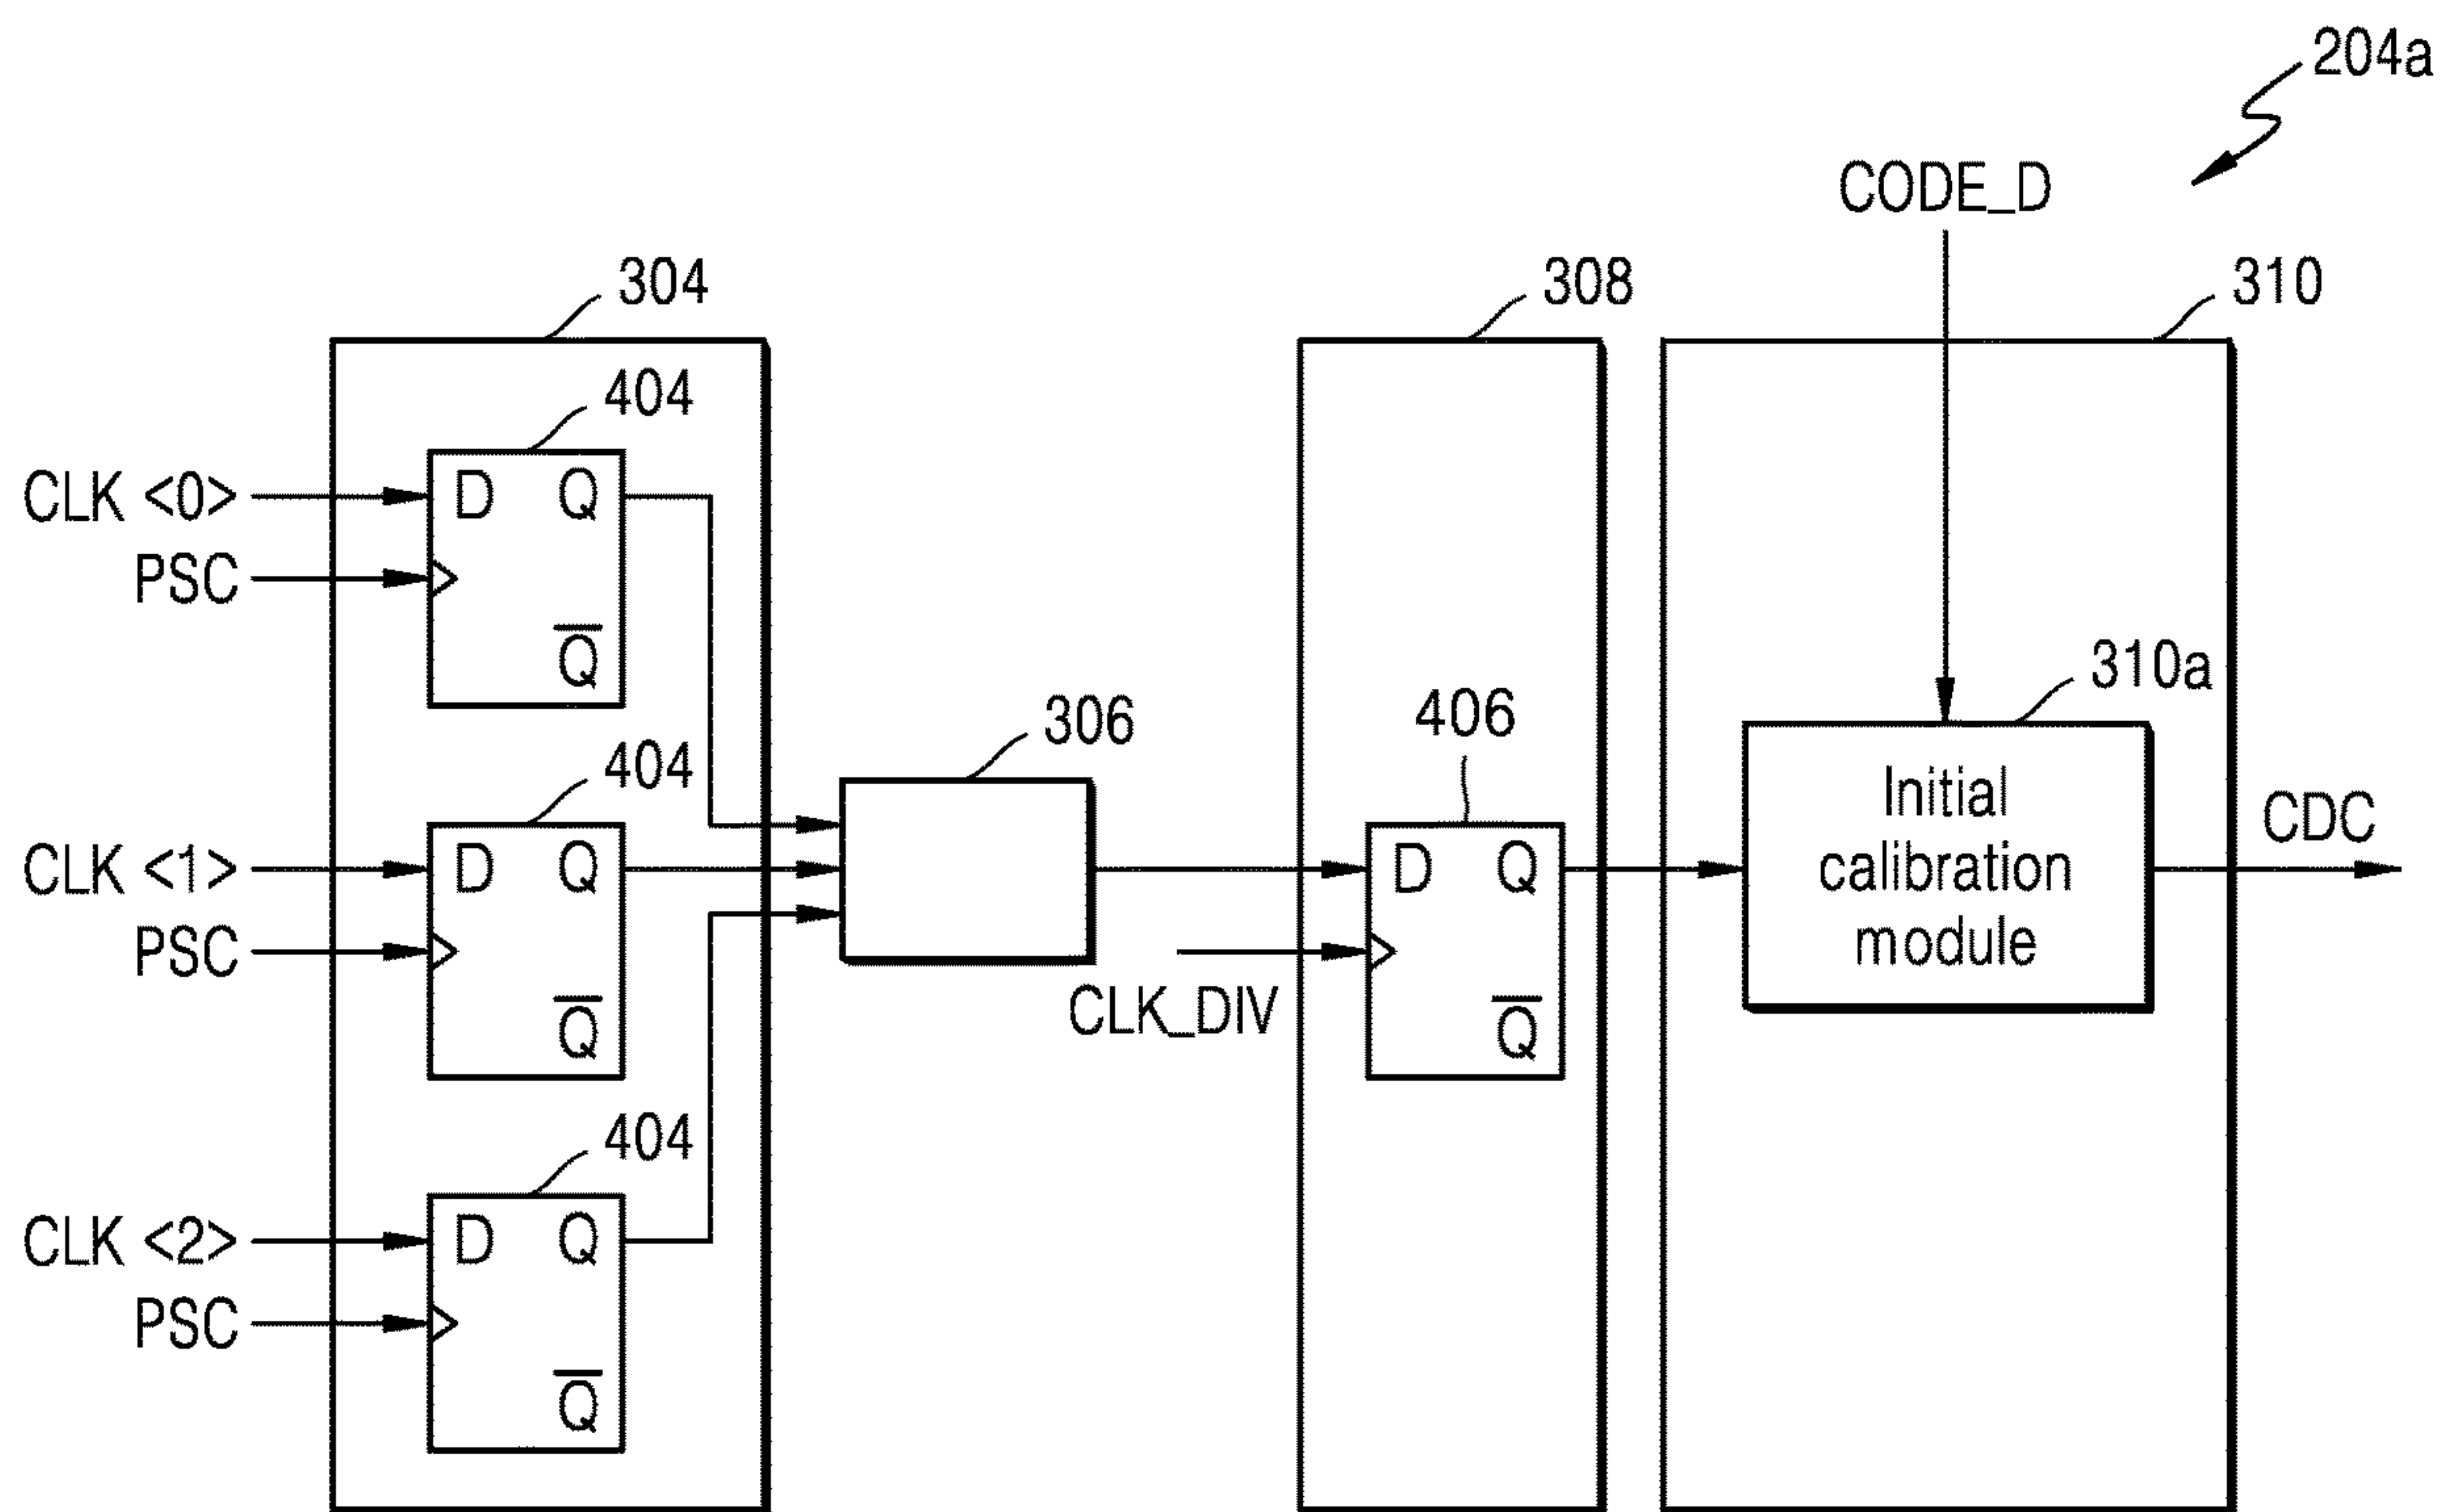 204a
CODE_D
304
308
310
404
CLK <0>
D Q
PSC
Q̅
310a
306
406
404
Initial
calibration
module
CDC
CLK <1>
D Q
D Q
PSC
CLK_DIV
Q̅
Q̅
404
CLK <2>
D Q
PSC
Q̅